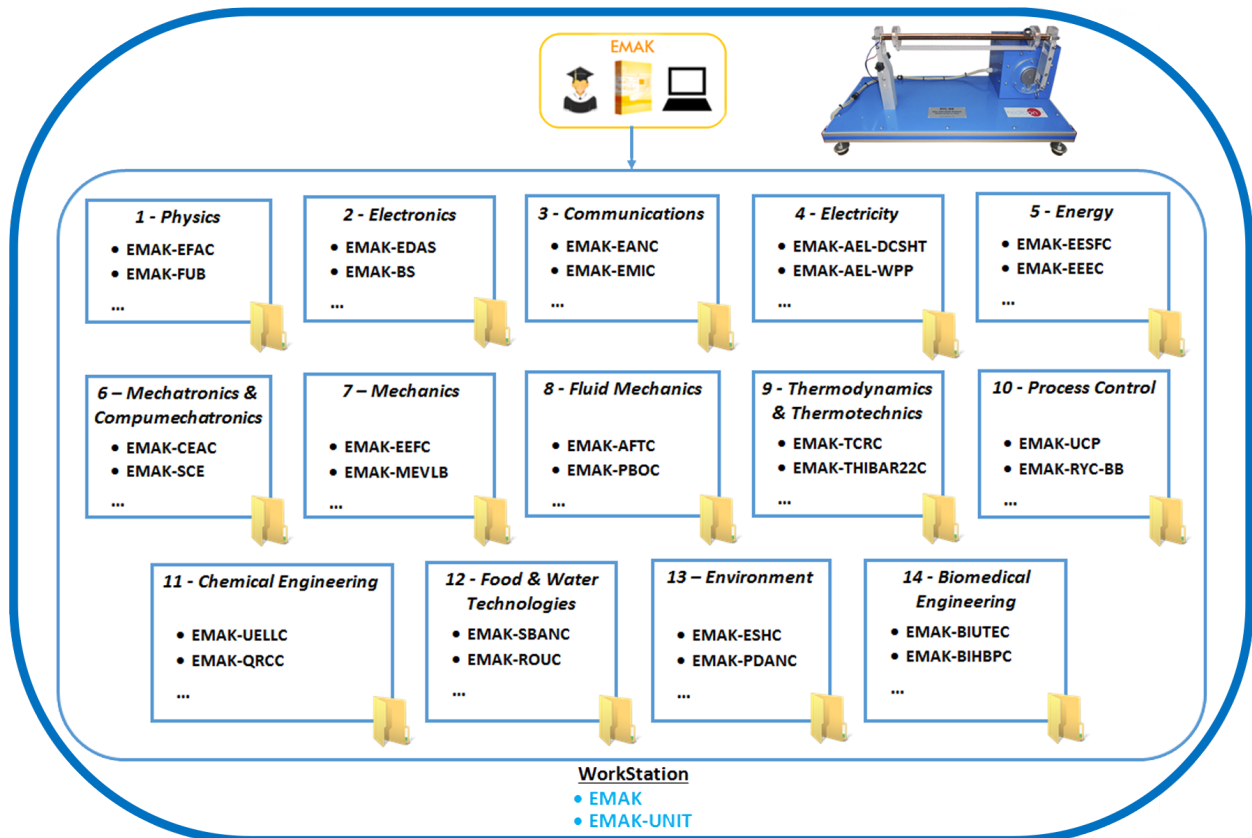 EMAK
1 - Physics
• EMAK-EFAC
• EMAK-FUB
...
2 - Electronics
• EMAK-EDAS
• EMAK-BS
...
3 - Communications
• EMAK-EANC
• EMAK-EMIC
...
4 - Electricity
• EMAK-AEL-DCSHT
• EMAK-AEL-WPP
...
5 - Energy
• EMAK-EESFC
• EMAK-EEEC
...
6 – Mechatronics &
Compumechatronics
• EMAK-CEAC
• EMAK-SCE
...
7 – Mechanics
• EMAK-EEFC
• EMAK-MEVLB
...
8 - Fluid Mechanics
• EMAK-AFTC
• EMAK-PBOC
...
9 - Thermodynamics
& Thermotechnics
• EMAK-TCRC
• EMAK-THIBAR22C
...
10 - Process Control
• EMAK-UCP
• EMAK-RYC-BB
...
11 - Chemical Engineering
• EMAK-UELLC
• EMAK-QRCC
...
12 - Food & Water
Technologies
• EMAK-SBANC
• EMAK-ROUC
...
13 – Environment
• EMAK-ESHC
• EMAK-PDANC
...
14 - Biomedical
Engineering
• EMAK-BIUTEC
• EMAK-BIHBPC
...
WorkStation
• EMAK
• EMAK-UNIT